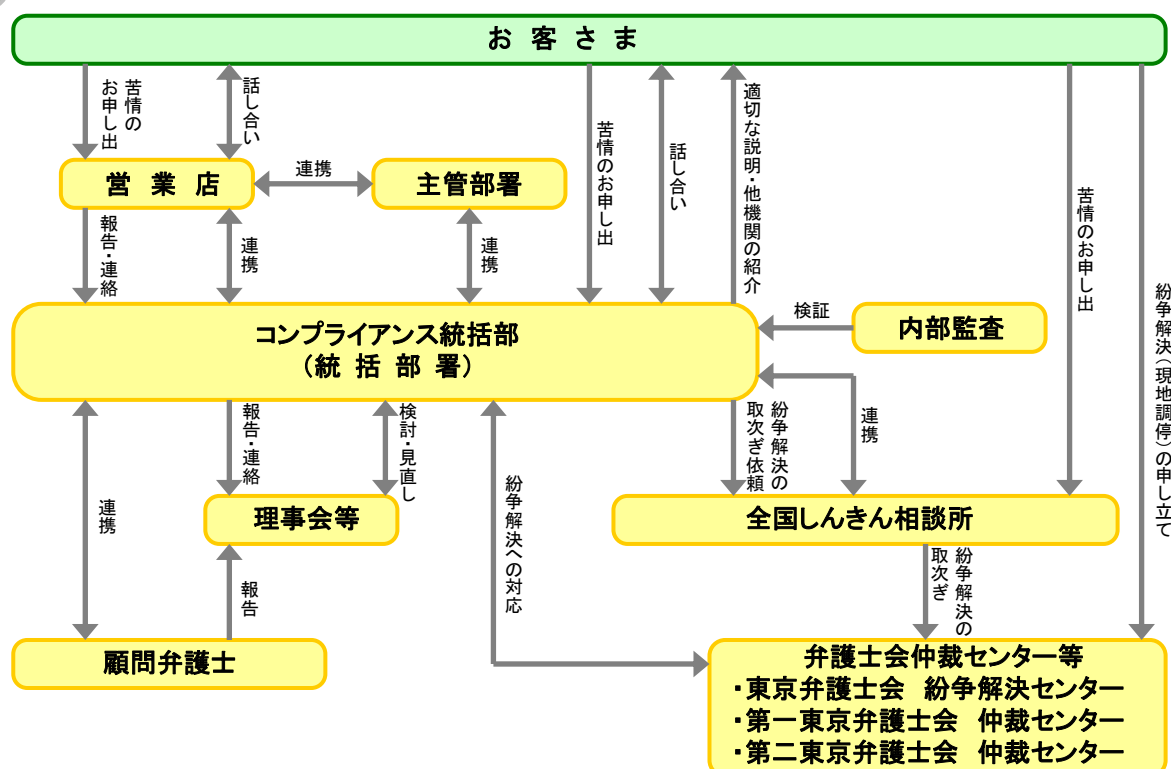 お 客 さ ま
苦情の
お申し出
話し合い
苦情のお申し出
話し合い
適切な説明・他機関の紹介
苦情のお申し出
紛争解決（現地調停）の申し立て
営 業 店
連携
主管部署
報告・連絡
連携
連携
コンプライアンス統括部
（統 括 部 署）
検証
内部監査
連携
報告・連絡
検討・見直し
紛争解決への対応
紛争解決の
取次ぎ依頼
連携
理事会等
全国しんきん相談所
報告
紛争解決の
取次ぎ
顧問弁護士
弁護士会仲裁センター等
・東京弁護士会 紛争解決センター
・第一東京弁護士会 仲裁センター
・第二東京弁護士会 仲裁センター